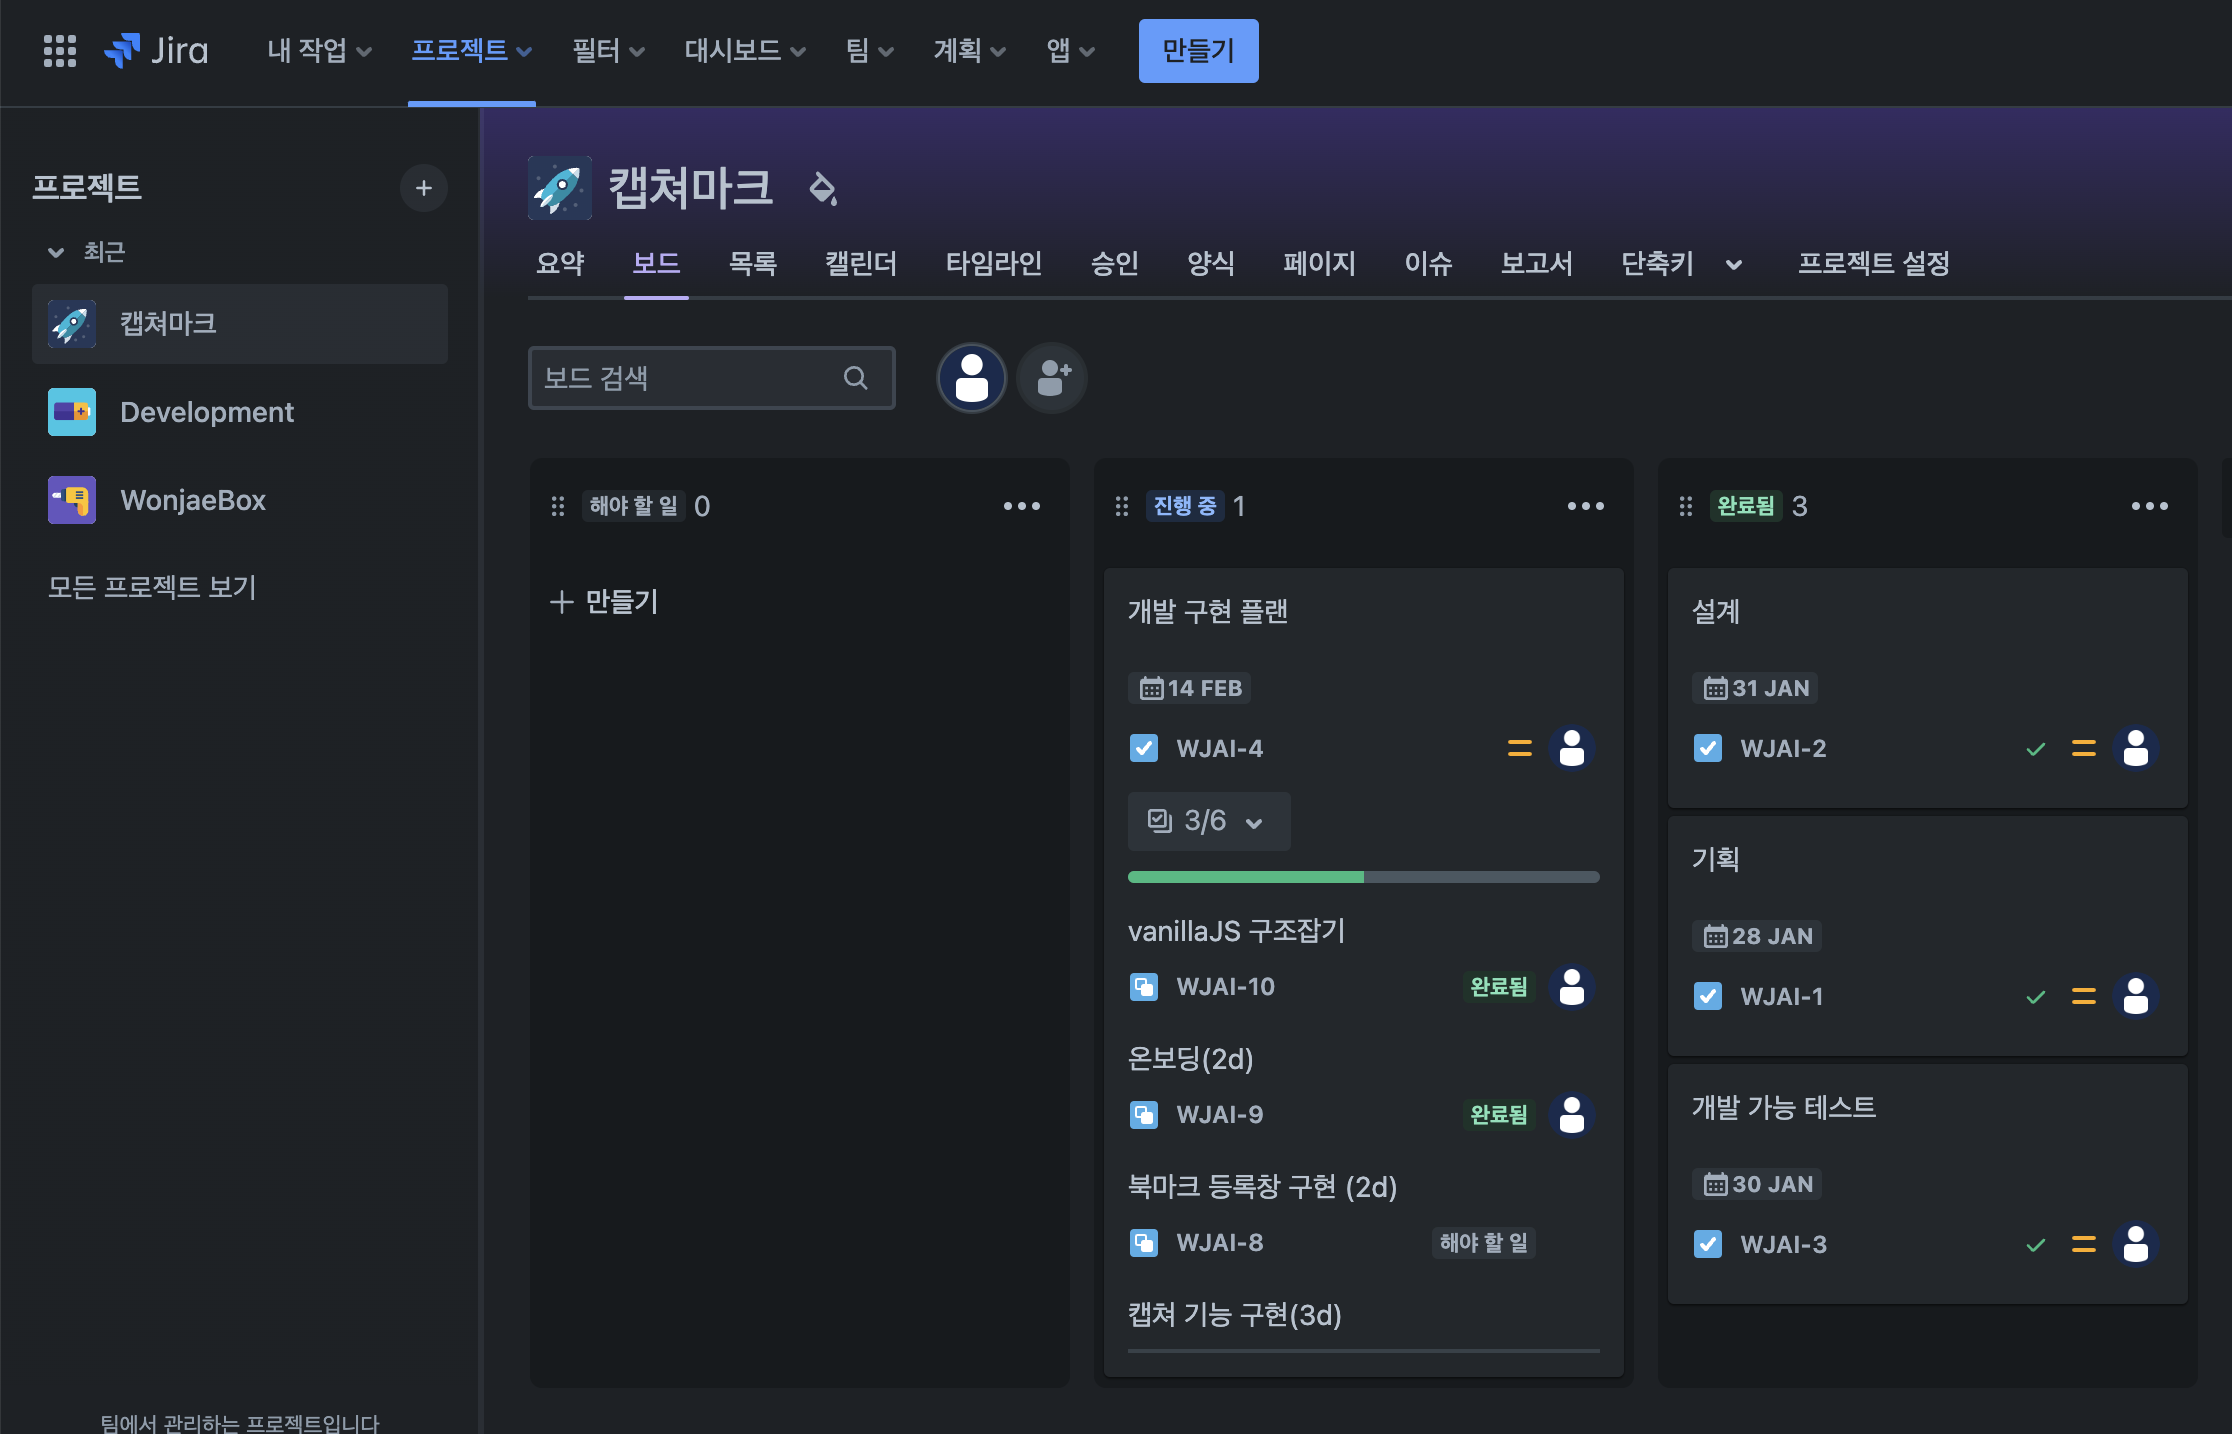 Jira 내 작업 프로젝트 필터 대시보드 팀 계획 앱 만들기
프로젝트
최근
캡쳐마크
Development
WonjaeBox
모든 프로젝트 보기
팀에서 관리하는 프로젝트입니다
캡쳐마크
요약 보드 목록 캘린더 타임라인 승인 양식 페이지 이슈 보고서 단축키 프로젝트 설정
보드 검색
해야 할 일 0
만들기
진행 중 1
개발 구현 플랜
14 FEB
WJAI-4
3/6
vanillaJS 구조잡기
WJAI-10 완료됨
온보딩(2d)
WJAI-9 완료됨
북마크 등록창 구현 (2d)
WJAI-8 해야 할 일
캡쳐 기능 구현(3d)
완료됨 3
설계
31 JAN
WJAI-2
기획
28 JAN
WJAI-1
개발 가능 테스트
30 JAN
WJAI-3